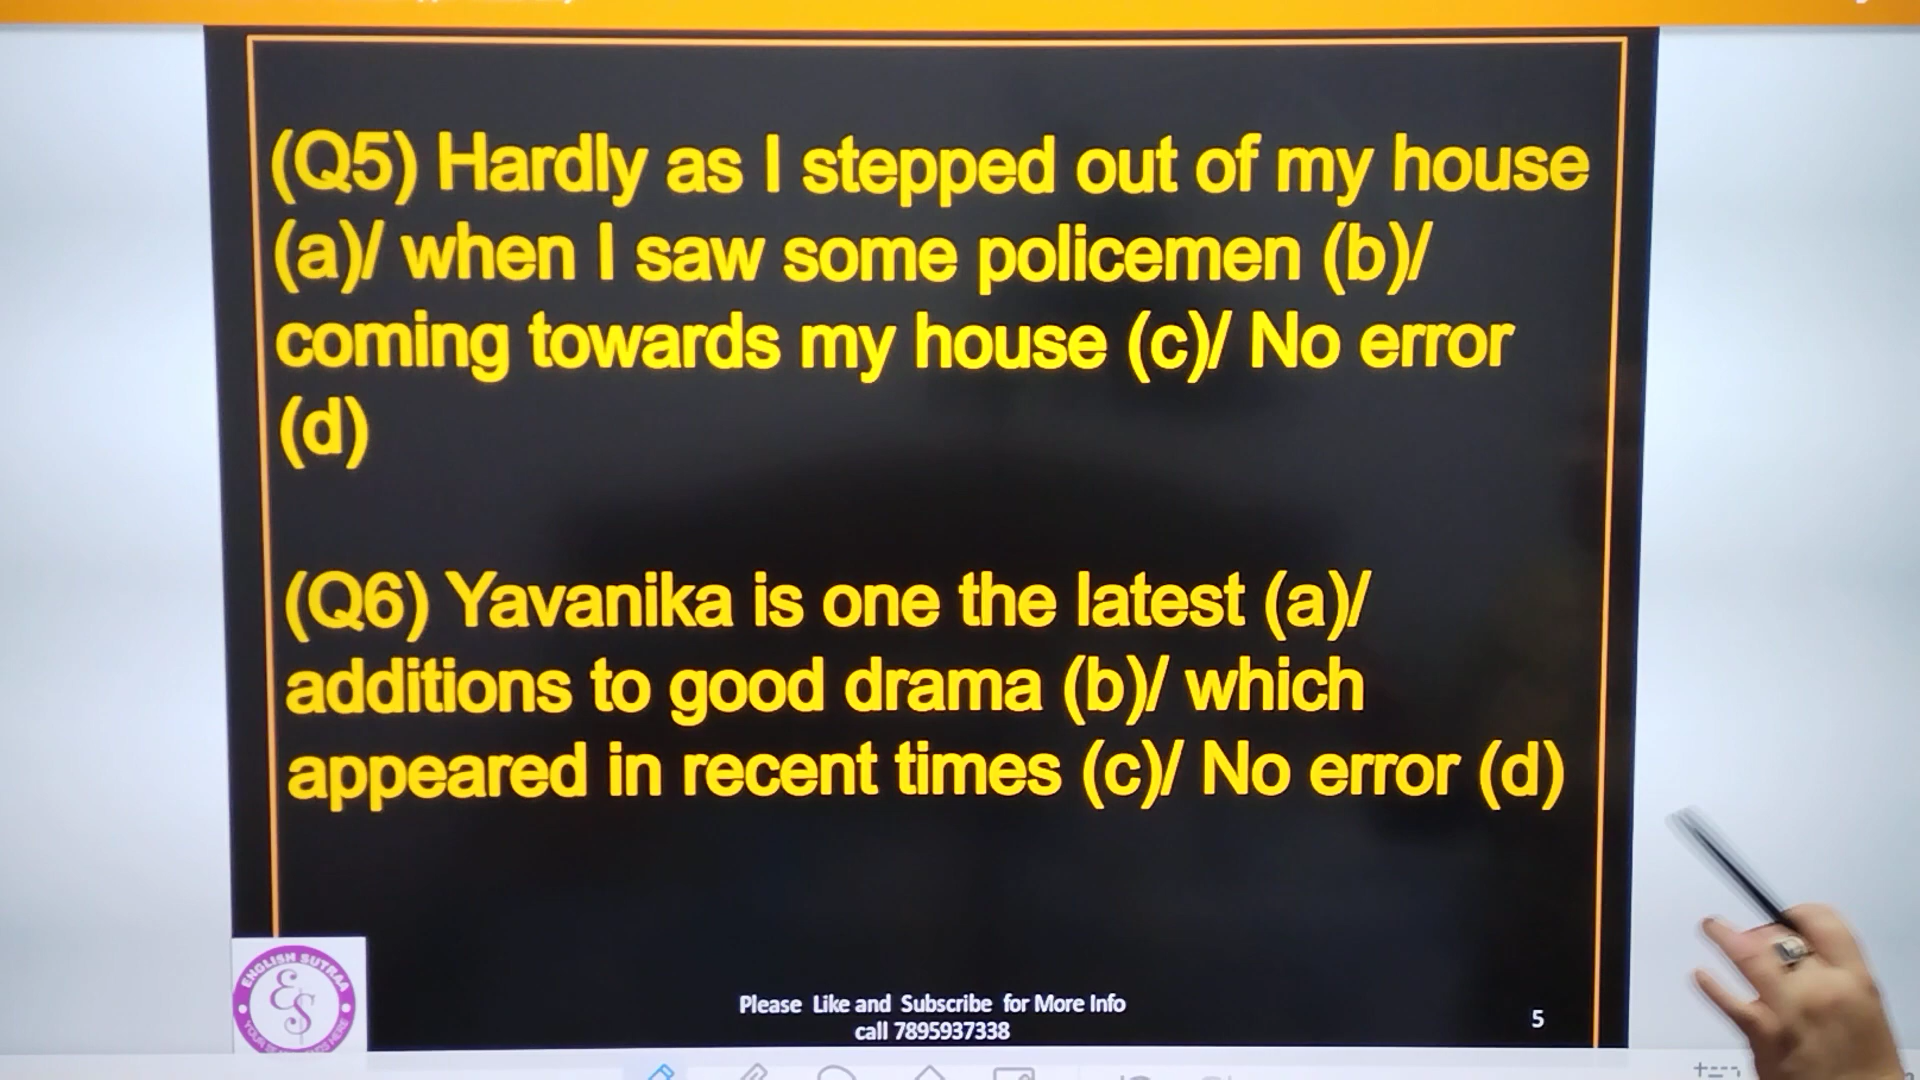 (Q5) Hardly as I stepped out of my house
(a)/ when I saw some policemen (b)/
coming towards my house (c)/ No error
(d)
(Q6) Yavanika is one the latest (a)/
additions to good drama (b)/ which
appeared in recent times (c)/ No error (d)
ENGLISH SUTRAA
ES
Please Like and Subscribe for More Info
call 7895937338
5